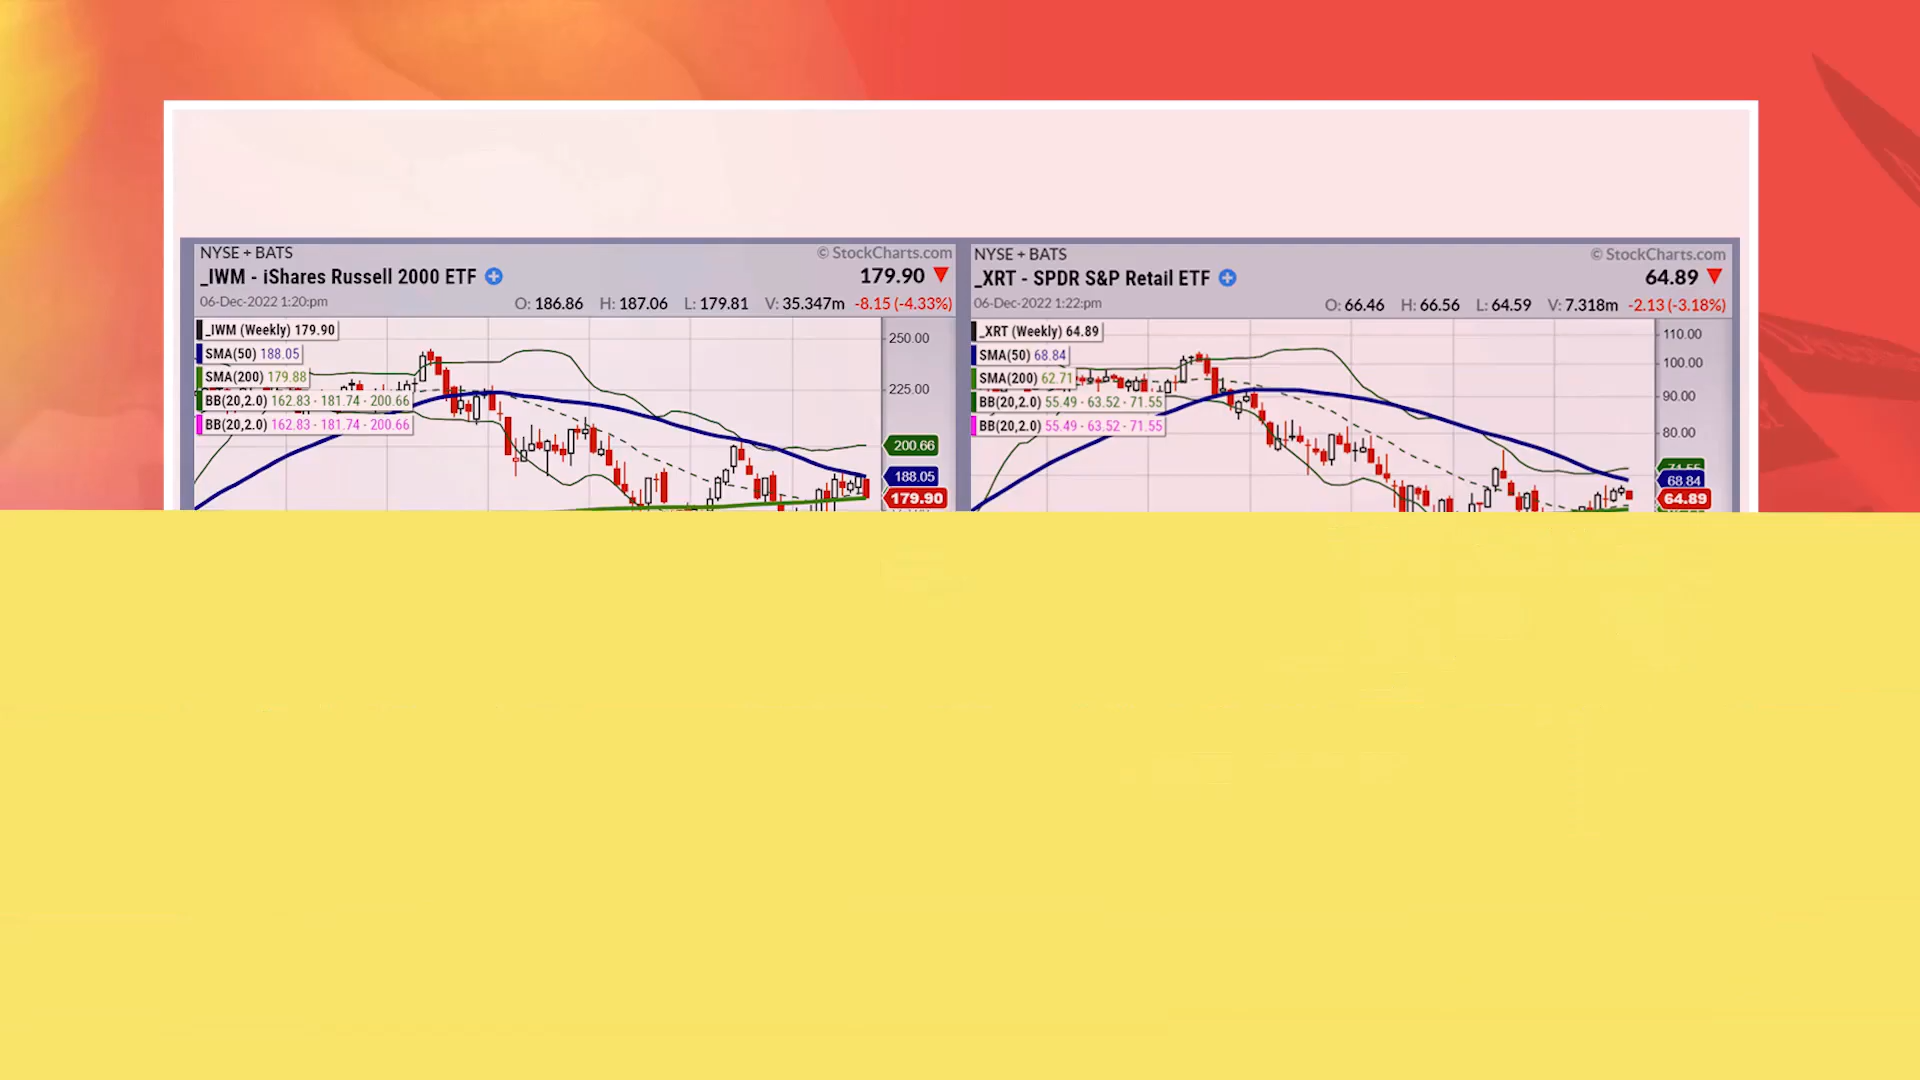 NYSE + BATS
© StockCharts.com
_IWM - iShares Russell 2000 ETF
179.90
06-Dec-2022 1:20pm
O: 186.86 H: 187.06 L: 179.81 V: 35.347m -8.15 (-4.33%)
_IWM (Weekly) 179.90
SMA(50) 188.05
SMA(200) 179.88
BB(20,2.0) 162.83 - 181.74 - 200.66
BB(20,2.0) 162.83 - 181.74 - 200.66
250.00
225.00
200.66
188.05
179.90
NYSE + BATS
© StockCharts.com
_XRT - SPDR S&P Retail ETF
64.89
06-Dec-2022 1:22pm
O: 66.46 H: 66.56 L: 64.59 V: 7.318m -2.13 (-3.18%)
_XRT (Weekly) 64.89
SMA(50) 68.84
SMA(200) 62.71
BB(20,2.0) 55.49 - 63.52 - 71.55
BB(20,2.0) 55.49 - 63.52 - 71.55
110.00
100.00
90.00
80.00
71.55
68.84
64.89